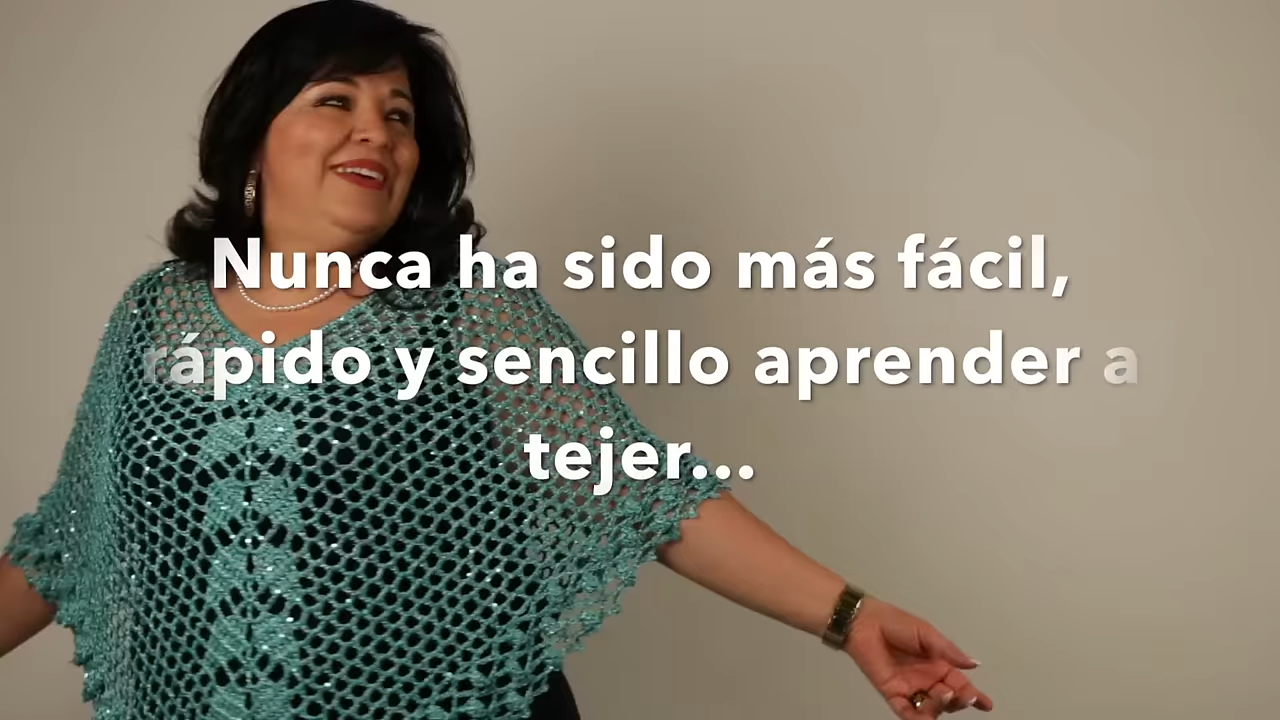 Nunca ha sido más fácil,
rápido y sencillo aprender a
tejer...